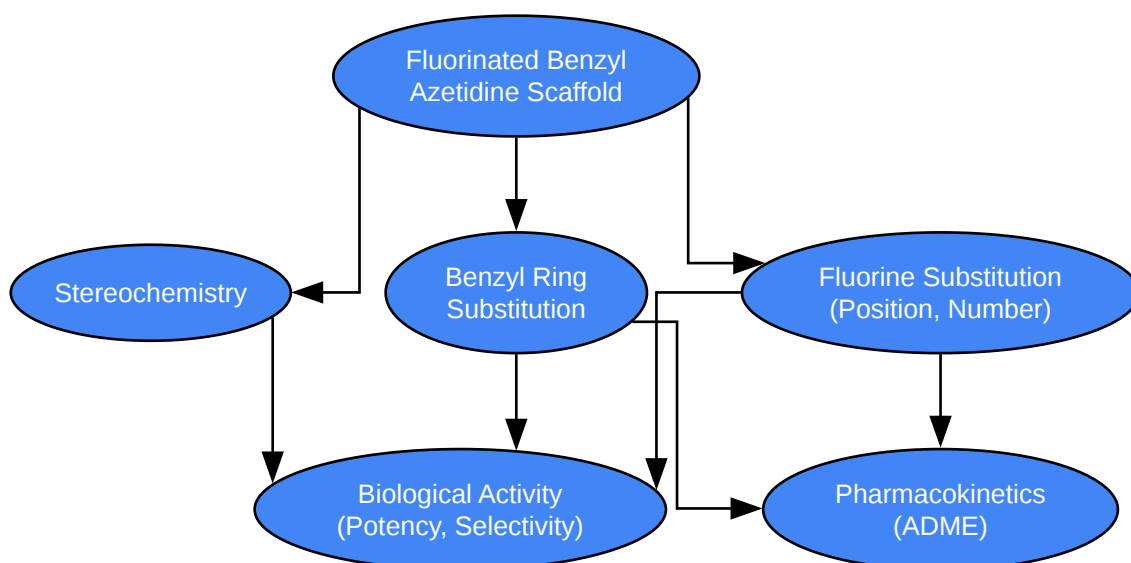 Fluorinated Benzyl
Azetidine Scaffold
Stereochemistry
Benzyl Ring
Substitution
Fluorine Substitution
(Position, Number)
Biological Activity
(Potency, Selectivity)
Pharmacokinetics
(ADME)